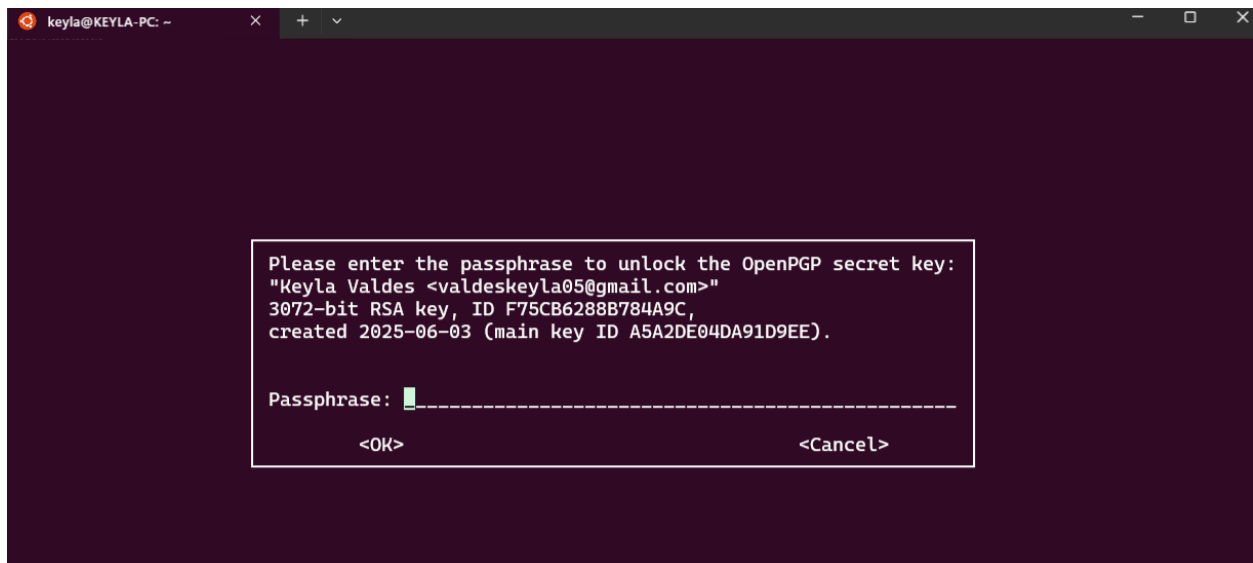 keyla@KEYLA-PC: ~
Please enter the passphrase to unlock the OpenPGP secret key:
"Keyla Valdes <valdeskeyla05@gmail.com>"
3072-bit RSA key, ID F75CB6288B784A9C,
created 2025-06-03 (main key ID A5A2DE04DA91D9EE).
Passphrase: ________________________________________________
<OK> <Cancel>